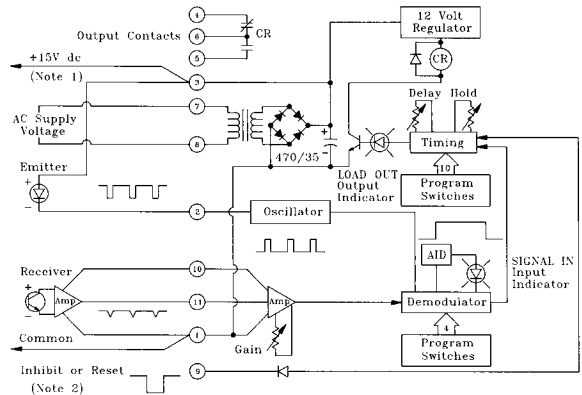 4
12 Volt
Regulator
Output Contacts
6
CR
5
+15V dc
CR
(Note 1)
3
Delay Hold
7
AC Supply
Voltage
+
Timing
8
470/35
10
LOAD OUT
Output
Indicator
Program
Switches
Emitter
+
−
2
Oscillator
AID
SIGNAL IN
Input
Indicator
Receiver
10
+
Amp
11
Amp
Demodulator
−
4
Common
1
Gain
Program
Switches
Inhibit or Reset
9
(Note 2)